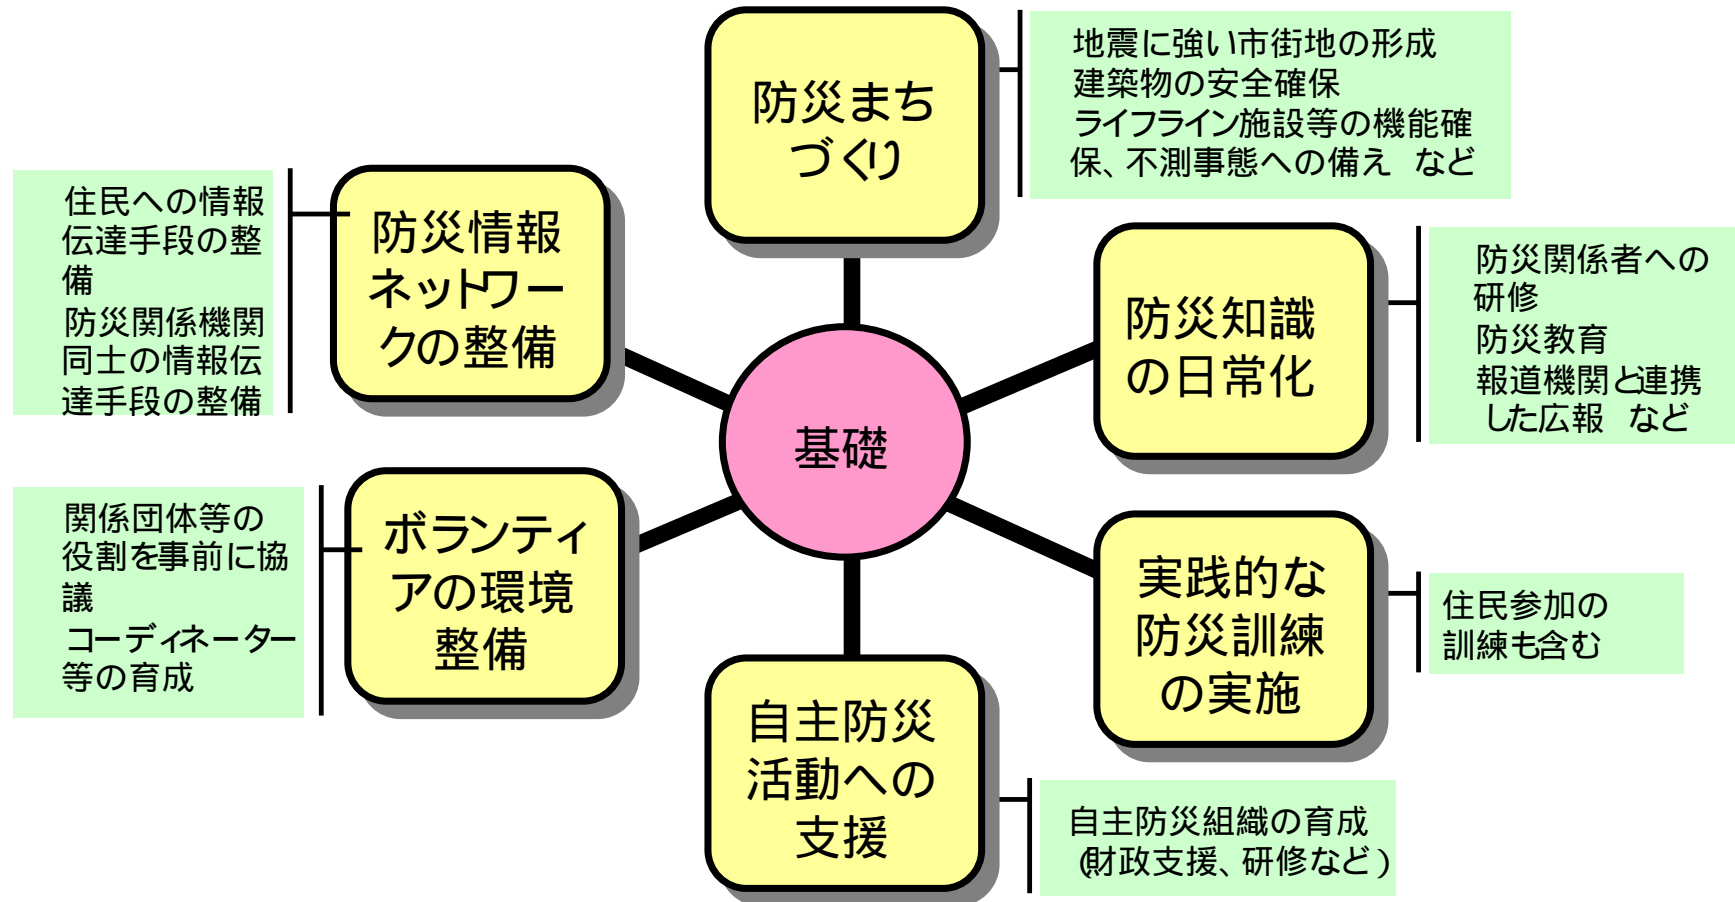 防災まち
づくり
地震に強い市街地の形成
建築物の安全確保
ライフライン施設等の機能確
保、不測事態への備え など
防災情報
ネットワー
クの整備
住民への情報
伝達手段の整
備
防災関係機関
同士の情報伝
達手段の整備
防災知識
の日常化
防災関係者への
研修
防災教育
報道機関と連携
した広報 など
基礎
ボランティ
アの環境
整備
関係団体等の
役割を事前に協
議
コーディネーター
等の育成
実践的な
防災訓練
の実施
住民参加の
訓練も含む
自主防災
活動への
支援
自主防災組織の育成
(財政支援、研修など)